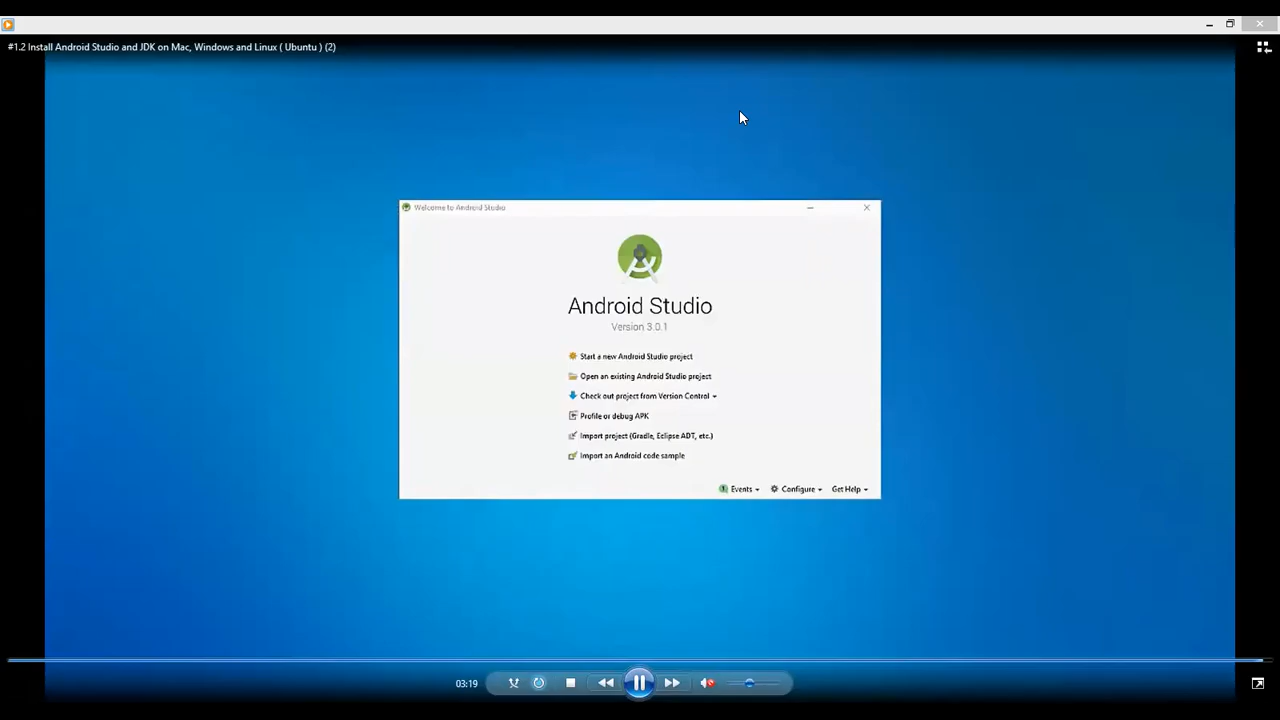 #1.2 Install Android Studio and JDK on Mac, Windows and Linux ( Ubuntu ) (2)
Welcome to Android Studio
Android Studio
Version 3.0.1
Start a new Android Studio project
Open an existing Android Studio project
Check out project from Version Control
Profile or debug APK
Import project (Gradle, Eclipse ADT, etc.)
Import an Android code sample
1 Events Configure Get Help
03:19